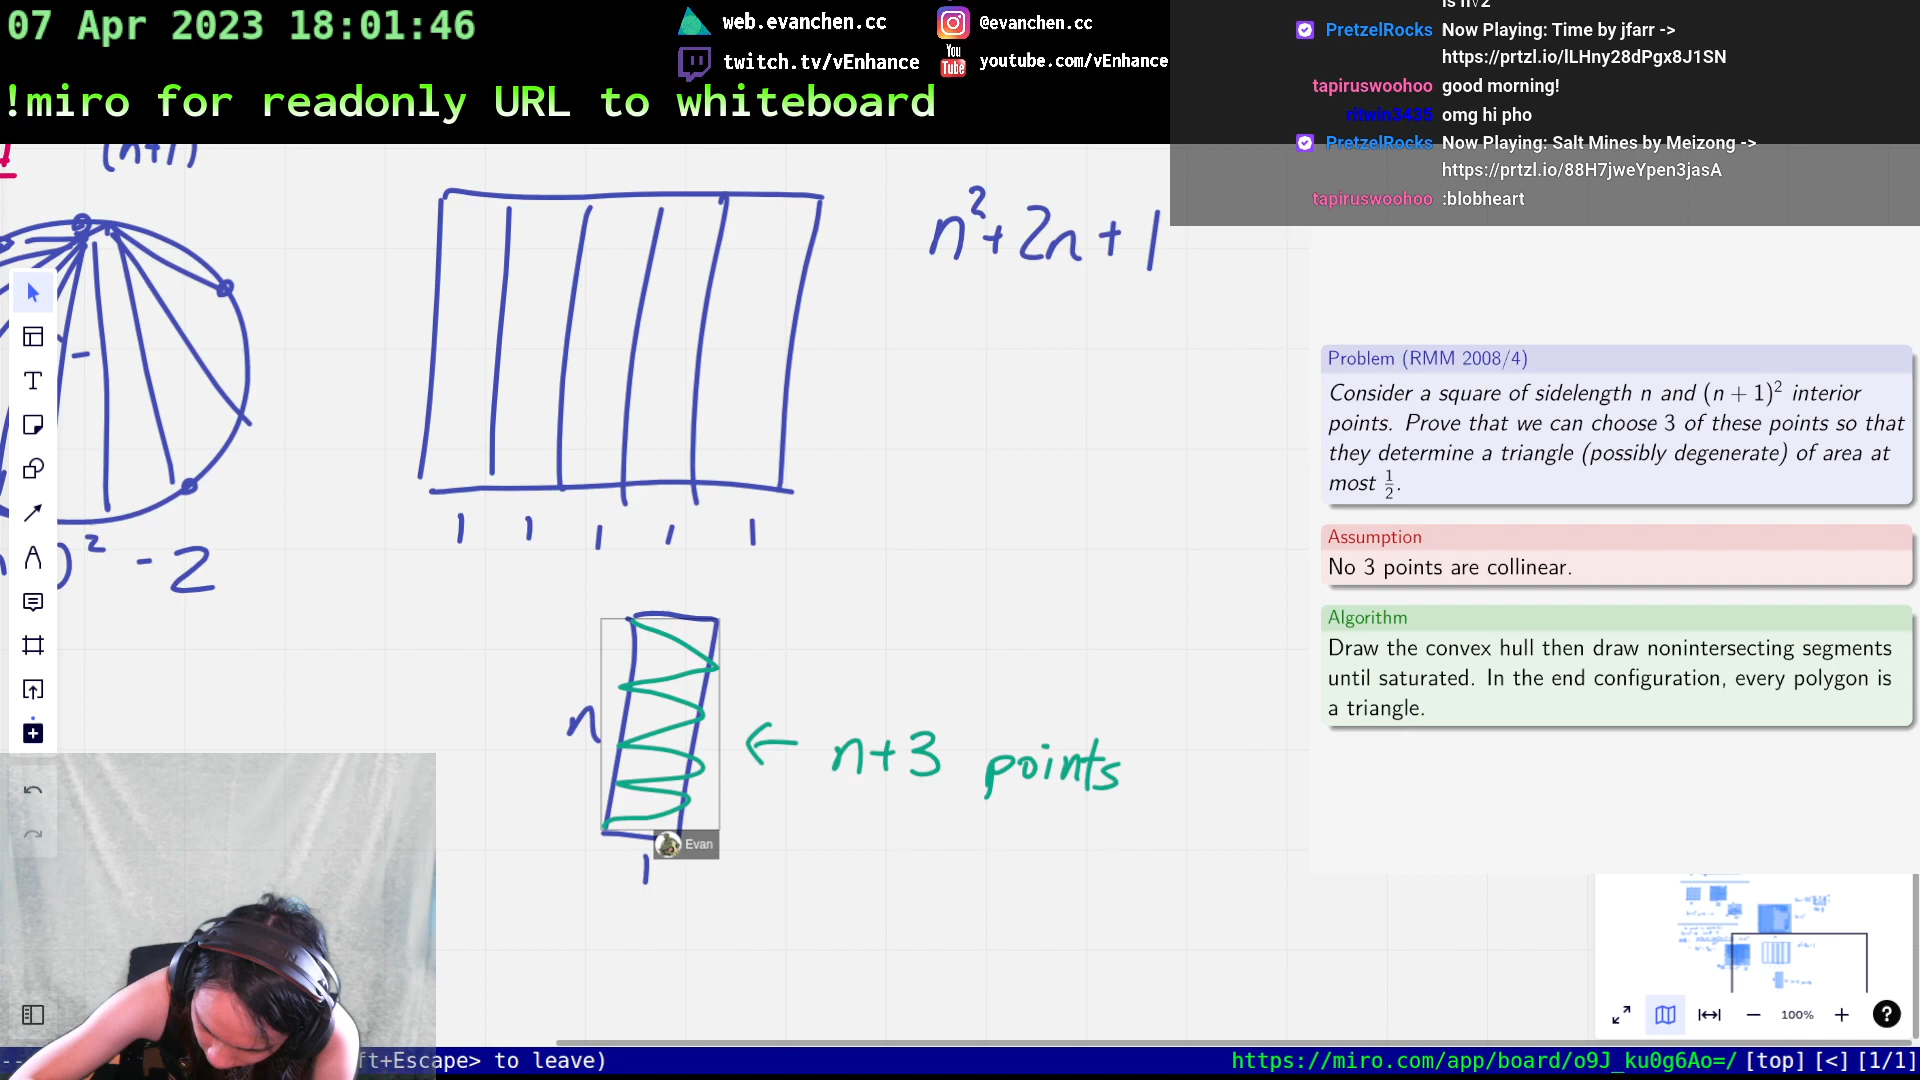 07 Apr 2023 18:01:46
web.evanchen.cc
@evanchen.cc
twitch.tv/vEnhance
You Tube
youtube.com/vEnhance
!miro for readonly URL to whiteboard
is n√2
PretzelRocks Now Playing: Time by jfarr ->
https://prtzl.io/lLHny28dPgx8J1SN
tapiruswoohoo good morning!
ritwin3435 omg hi pho
PretzelRocks Now Playing: Salt Mines by Meizong ->
https://prtzl.io/88H7jweYpen3jasA
tapiruswoohoo :blobheart
(n+1)
n²+2n+1
1 1 1 1 1
)² - 2
n
← n+3 points
Evan
1
Problem (RMM 2008/4)
Consider a square of sidelength n and (n + 1)² interior
points. Prove that we can choose 3 of these points so that
they determine a triangle (possibly degenerate) of area at
most 1/2.
Assumption
No 3 points are collinear.
Algorithm
Draw the convex hull then draw nonintersecting segments
until saturated. In the end configuration, every polygon is
a triangle.
100%
ft+Escape> to leave)
https://miro.com/app/board/o9J_ku0g6Ao=/ [top] [<] [1/1]